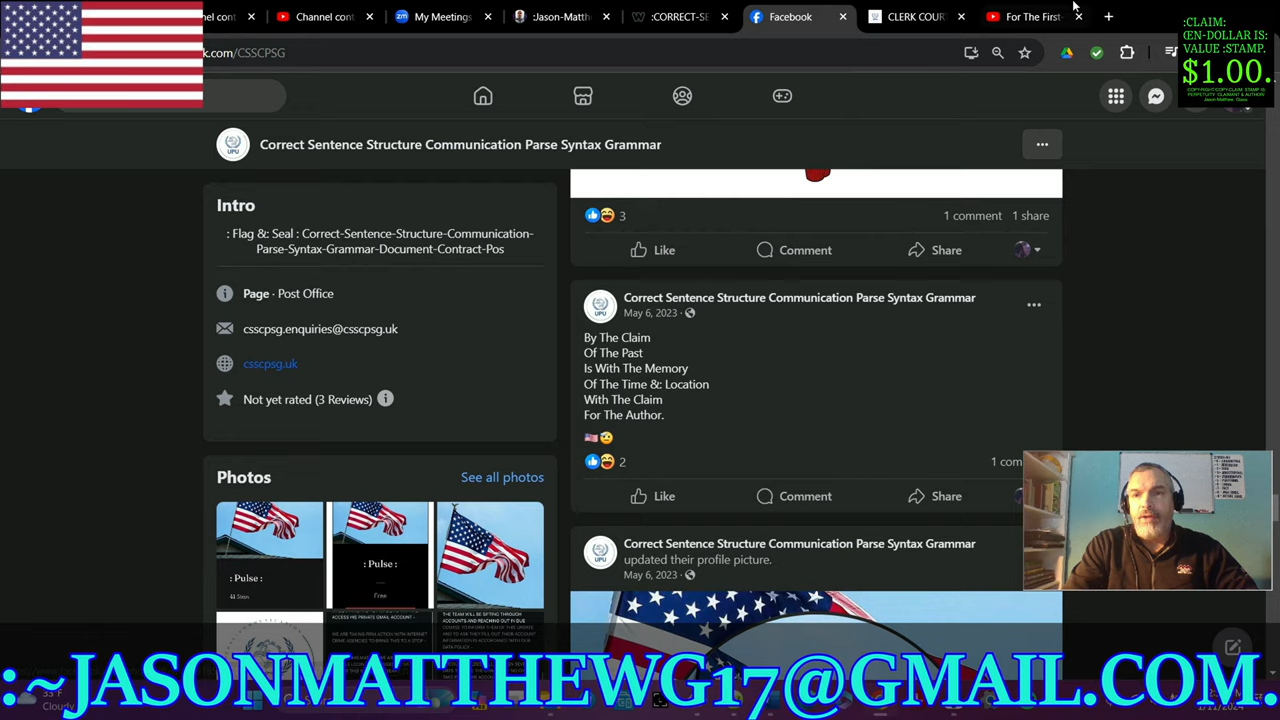 Channel cont
My Meetings
:Jason-Matth
:CORRECT-SE
Facebook
CLERK COUR
For The First-
k.com/CSSCPSG
:CLAIM:
ŒN-DOLLAR IS:
VALUE :STAMP.
$1.00.
Correct Sentence Structure Communication Parse Syntax Grammar
Intro
: Flag &: Seal : Correct-Sentence-Structure-Communication-
Parse-Syntax-Grammar-Document-Contract-Pos
Page · Post Office
csscpsg.enquiries@csscpsg.uk
csscpsg.uk
Not yet rated (3 Reviews)
Photos
See all photos
: Pulse :
: Pulse :
Free
3
1 comment 1 share
Like
Comment
Share
UPU
Correct Sentence Structure Communication Parse Syntax Grammar
May 6, 2023
By The Claim
Of The Past
Is With The Memory
Of The Time &: Location
With The Claim
For The Author.
2
1 com
Like
Comment
Share
UPU
Correct Sentence Structure Communication Parse Syntax Grammar
updated their profile picture.
May 6, 2023
:~JASONMATTHEWG17@GMAIL.COM.
Cloudy